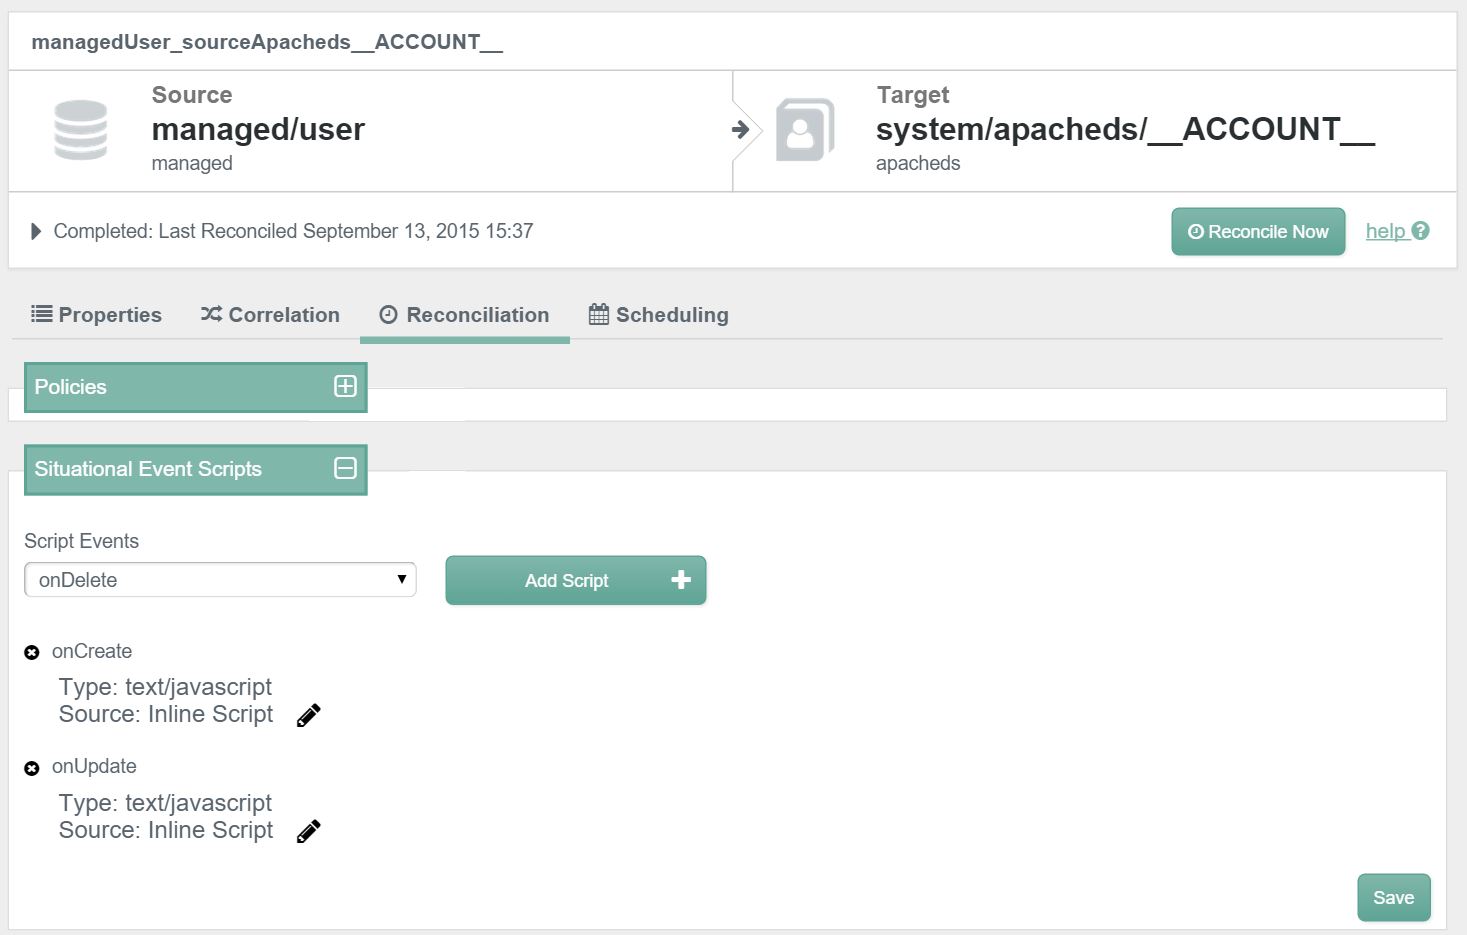 managedUser_sourceApacheds__ACCOUNT__
Source
managed/user
managed
Target
system/apacheds/__ACCOUNT__
apacheds
Completed: Last Reconciled September 13, 2015 15:37
Reconcile Now
help
Properties
Correlation
Reconciliation
Scheduling
Policies
Situational Event Scripts
Script Events
onDelete
Add Script
onCreate
Type: text/javascript
Source: Inline Script
onUpdate
Type: text/javascript
Source: Inline Script
Save